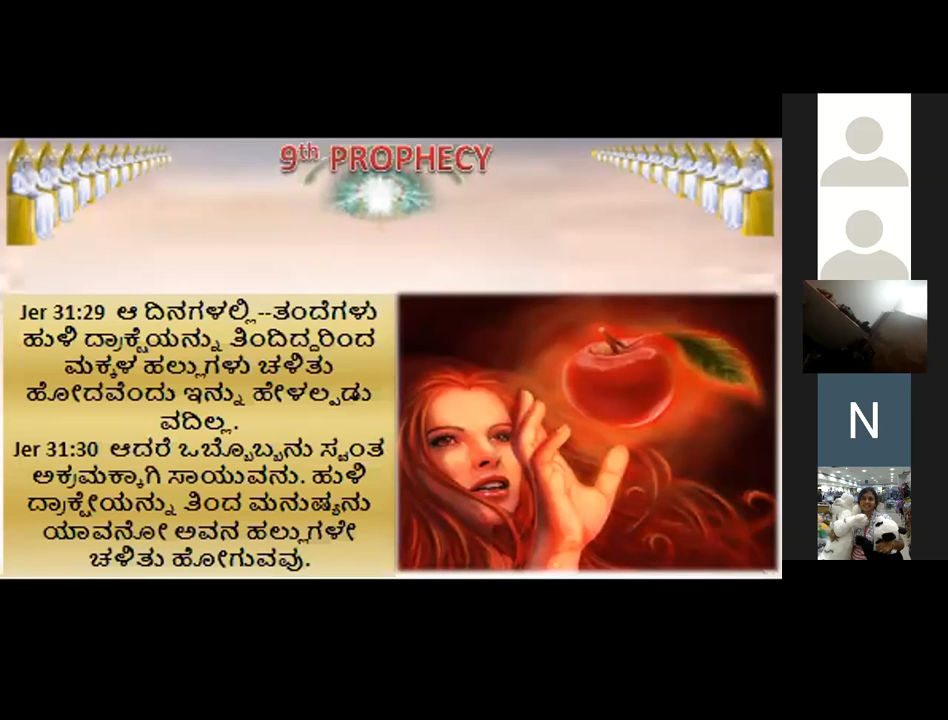 9th PROPHECY
Jer 31:29 ಆ ದಿನಗಳಲ್ಲಿ--ತಂದೆಗಳು
ಹುಳಿ ದ್ರಾಕ್ಷೆಯನ್ನು ತಿಂದಿದ್ದರಿಂದ
ಮಕ್ಕಳ ಹಲ್ಲುಗಳು ಚಳಿತು
ಹೋದವೆಂದು ಇನ್ನು ಹೇಳಲ್ಪಡು
ವದಿಲ್ಲ.
Jer 31:30 ಆದರೆ ಒಬ್ಬೊಬ್ಬನು ಸ್ವಂತ
ಅಕ್ರಮಕ್ಕಾಗಿ ಸಾಯುವನು. ಹುಳಿ
ದ್ರಾಕ್ಷೇಯನ್ನು ತಿಂದ ಮನುಷ್ಯನು
ಯಾವನೋ ಅವನ ಹಲ್ಲುಗಳೇ
ಚಳಿತು ಹೋಗುವವು.
N